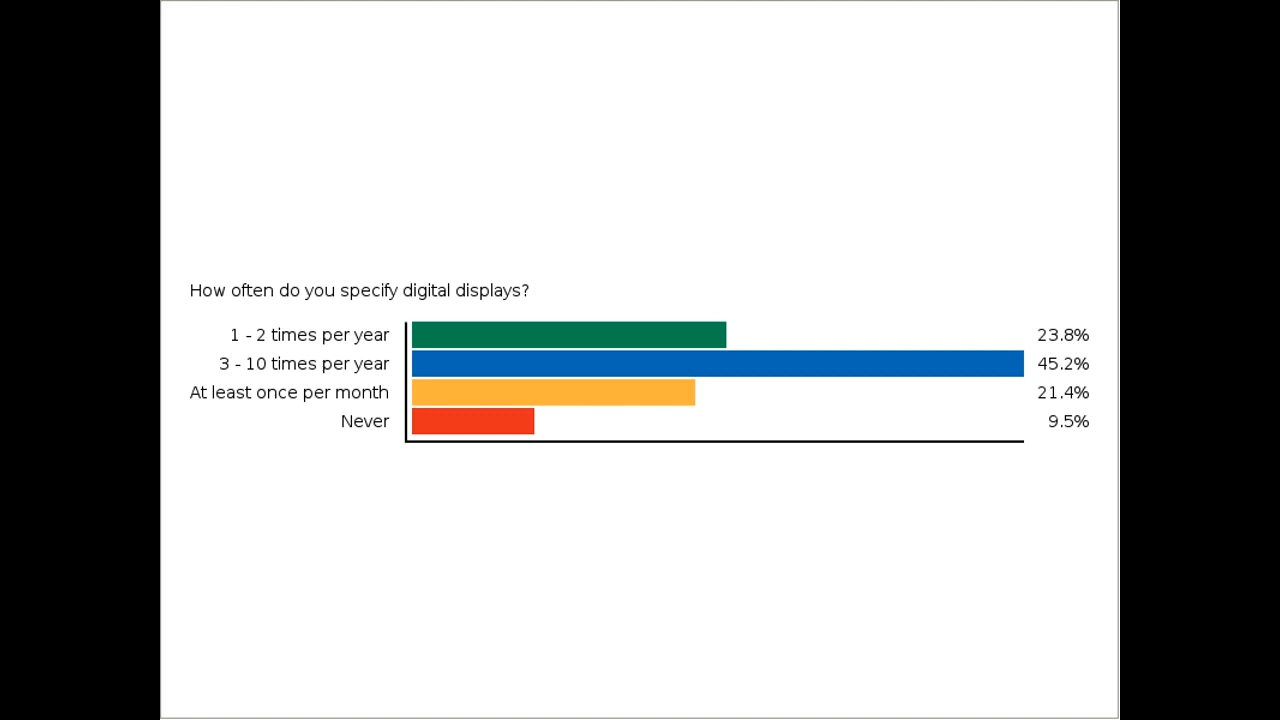 How often do you specify digital displays?
1 - 2 times per year 23.8%
3 - 10 times per year 45.2%
At least once per month 21.4%
Never 9.5%